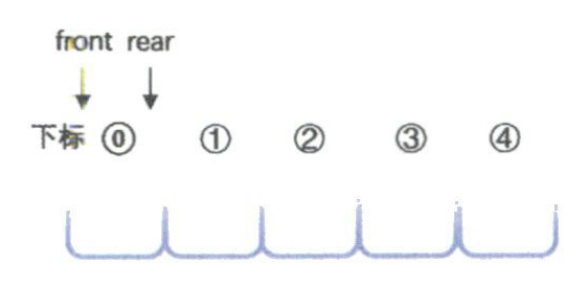 front rear
下标 ⓪ ① ② ③ ④